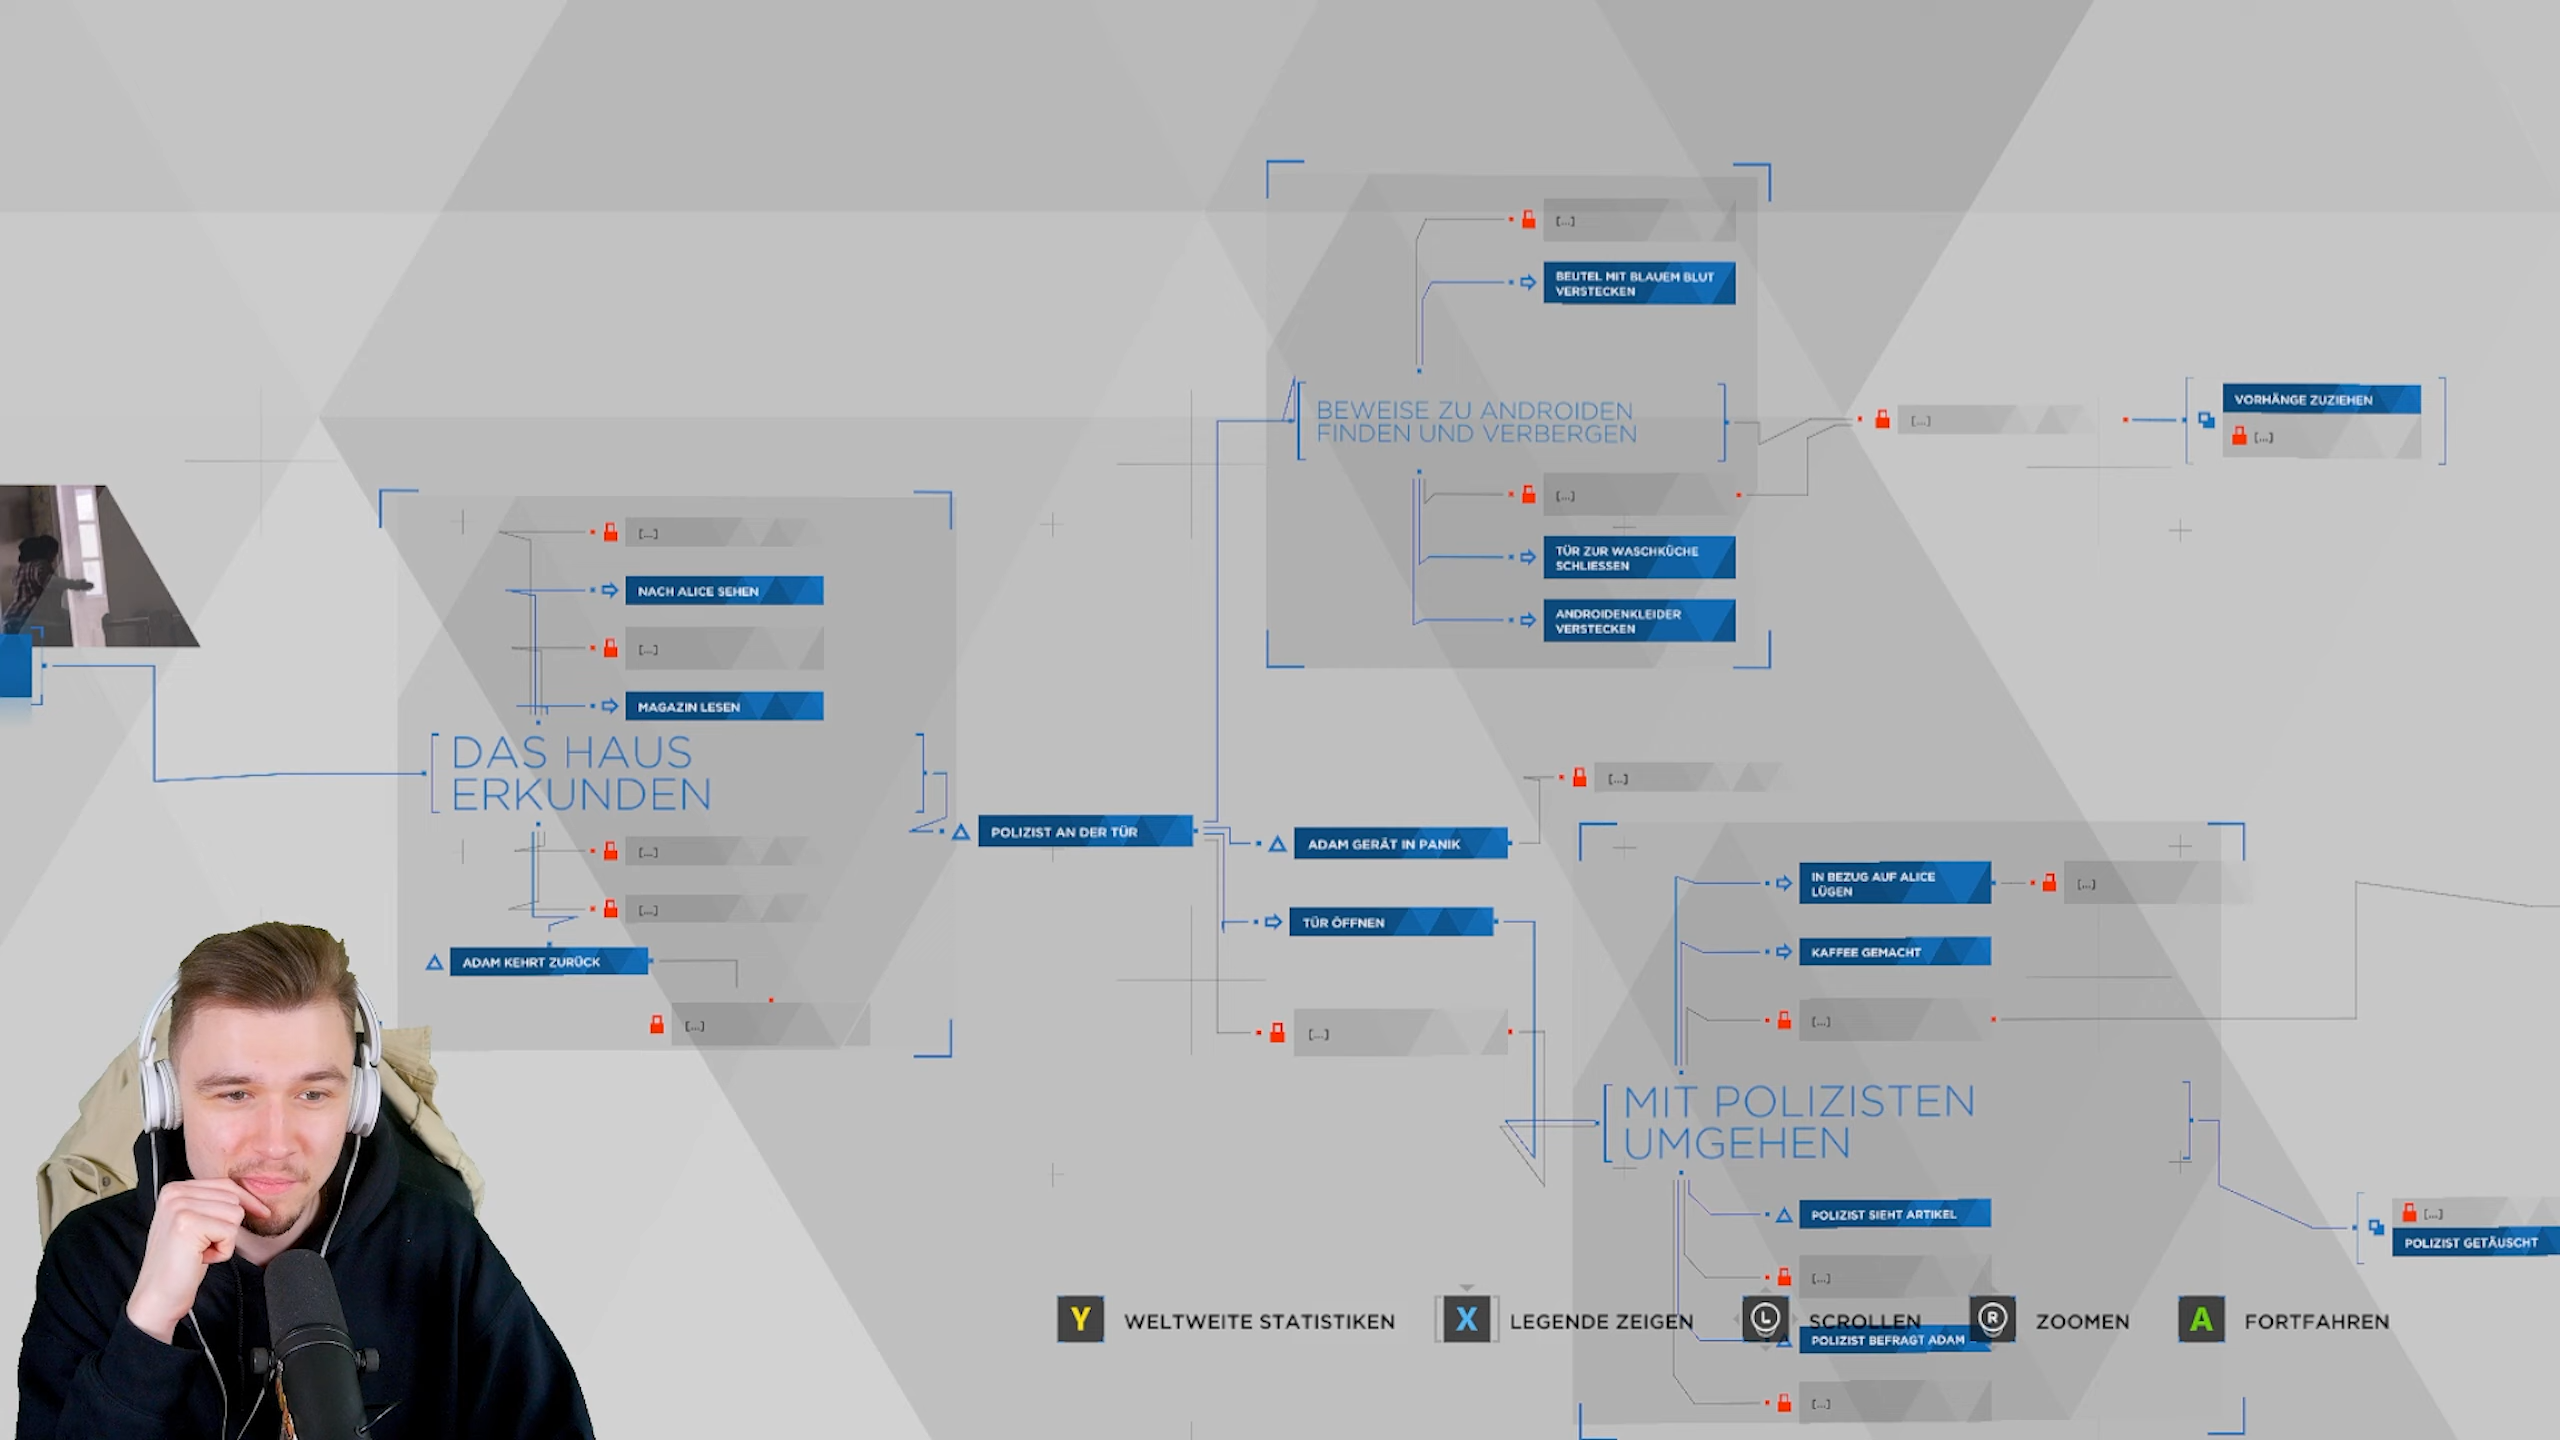 [...]
BEUTEL MIT BLAUEM BLUT
VERSTECKEN
BEWEISE ZU ANDROIDEN
FINDEN UND VERBERGEN
[...]
VORHÄNGE ZUZIEHEN
[...]
[...]
TÜR ZUR WASCHKÜCHE
SCHLIESSEN
ANDROIDENKLEIDER
VERSTECKEN
[...]
NACH ALICE SEHEN
[...]
MAGAZIN LESEN
DAS HAUS
ERKUNDEN
[...]
[...]
ADAM KEHRT ZURÜCK
[...]
POLIZIST AN DER TÜR
[...]
ADAM GERÄT IN PANIK
TÜR ÖFFNEN
[...]
IN BEZUG AUF ALICE
LÜGEN
[...]
KAFFEE GEMACHT
[...]
MIT POLIZISTEN
UMGEHEN
POLIZIST SIEHT ARTIKEL
[...]
POLIZIST BEFRAGT ADAM
[...]
[...]
POLIZIST GETÄUSCHT
Y WELTWEITE STATISTIKEN X LEGENDE ZEIGEN L SCROLLEN R ZOOMEN A FORTFAHREN